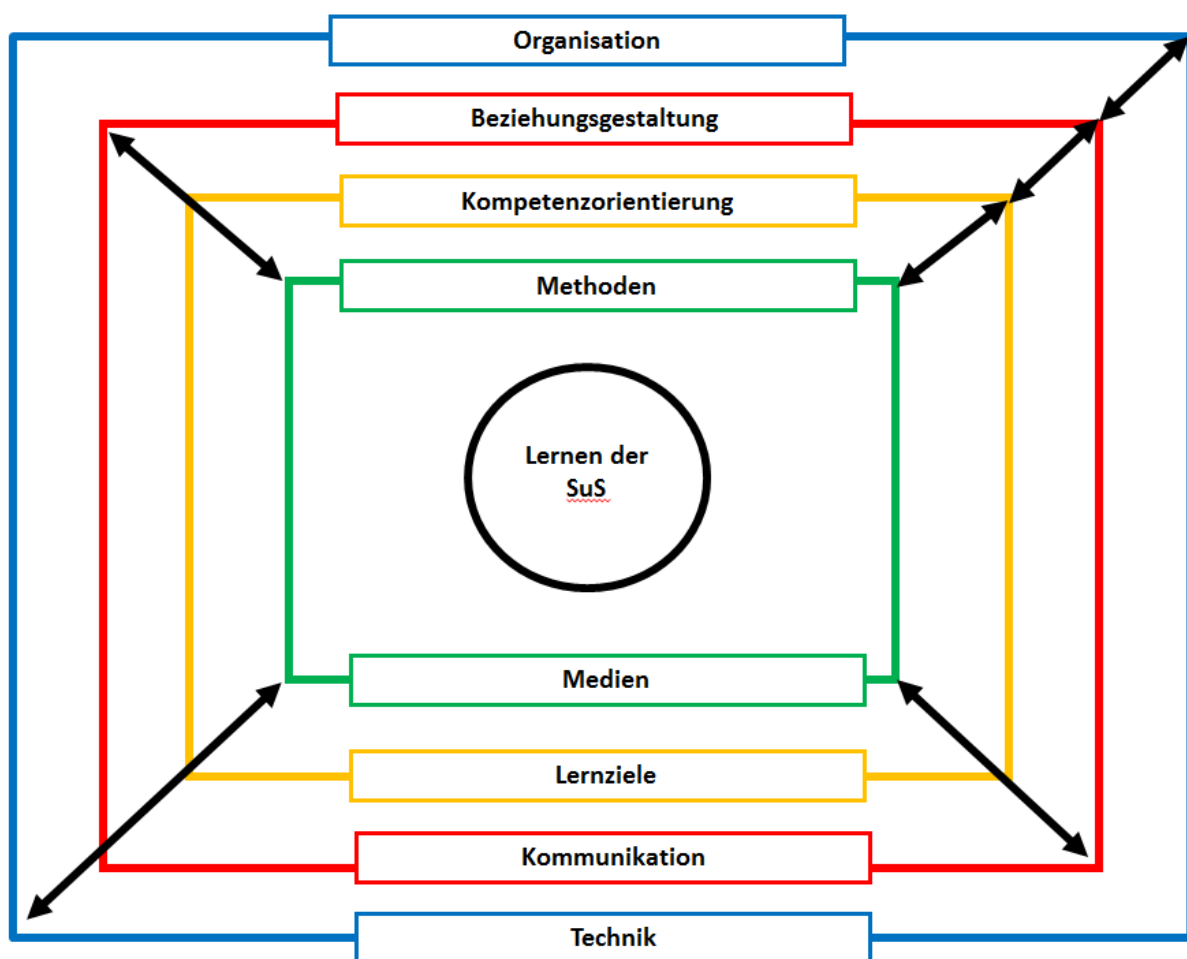 Organisation
Beziehungsgestaltung
Kompetenzorientierung
Methoden
Lernen der
SuS
Medien
Lernziele
Kommunikation
Technik